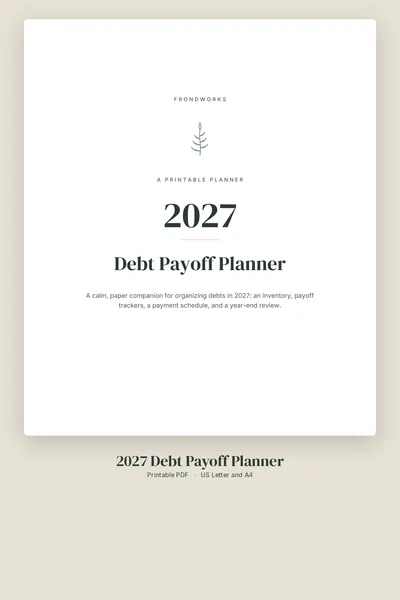 FRONDWORKS
A PRINTABLE PLANNER
2027
Debt Payoff Planner
A calm, paper companion for organizing debts in 2027: an inventory, payoff
trackers, a payment schedule, and a year-end review.
2027 Debt Payoff Planner
Printable PDF · US Letter and A4